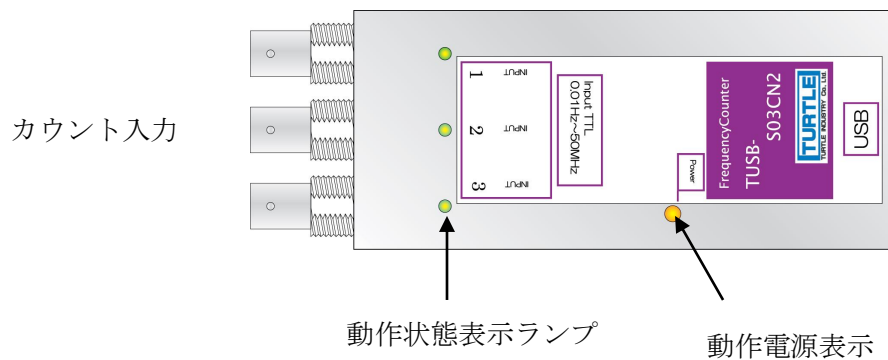 カウント入力
1 INPUT
2 INPUT
3 INPUT
Input TTL
0.01Hz~50MHz
Power
FrequencyCounter
TUSB-
S03CN2
TURTLE
TURTLE INDUSTRY Co., Ltd.
USB
動作状態表示ランプ
動作電源表示